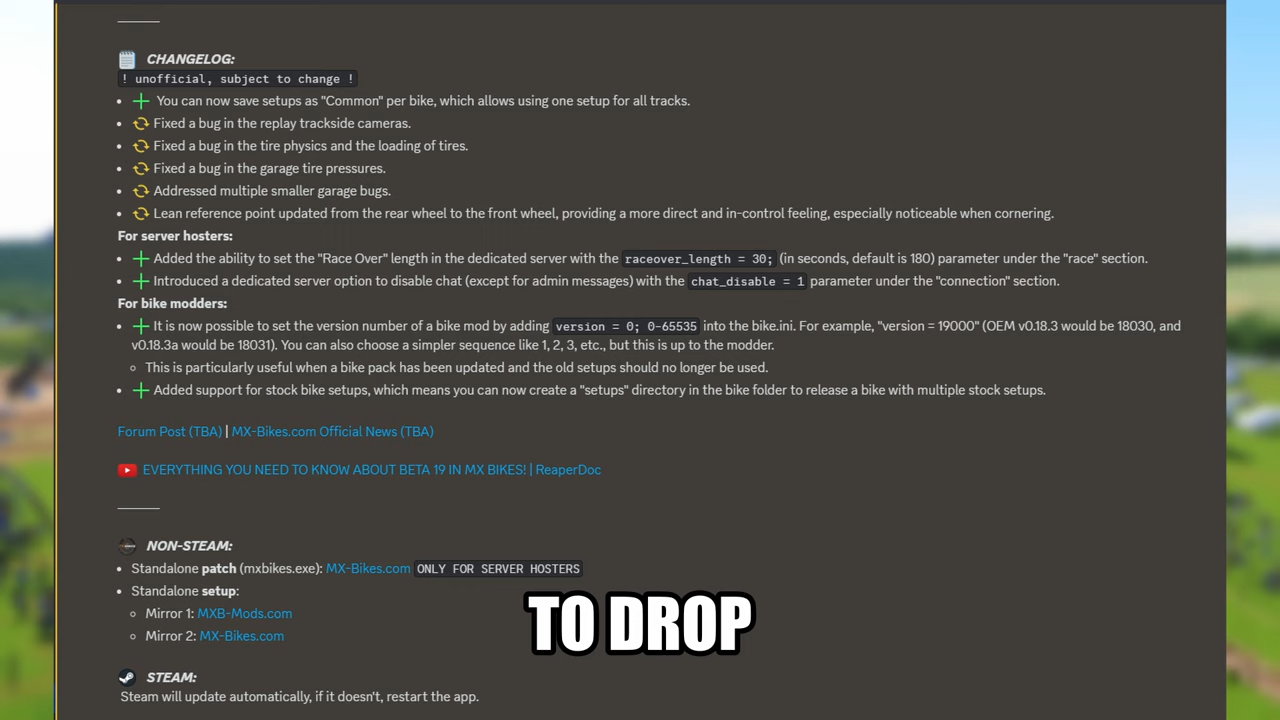 CHANGELOG:
! unofficial, subject to change !
• You can now save setups as "Common" per bike, which allows using one setup for all tracks.
• Fixed a bug in the replay trackside cameras.
• Fixed a bug in the tire physics and the loading of tires.
• Fixed a bug in the garage tire pressures.
• Addressed multiple smaller garage bugs.
• Lean reference point updated from the rear wheel to the front wheel, providing a more direct and in-control feeling, especially noticeable when cornering.
For server hosters:
• Added the ability to set the "Race Over" length in the dedicated server with the raceover_length = 30; (in seconds, default is 180) parameter under the "race" section.
• Introduced a dedicated server option to disable chat (except for admin messages) with the chat_disable = 1 parameter under the "connection" section.
For bike modders:
• It is now possible to set the version number of a bike mod by adding version = 0; 0-65535 into the bike.ini. For example, "version = 19000" (OEM v0.18.3 would be 18030, and
v0.18.3a would be 18031). You can also choose a simpler sequence like 1, 2, 3, etc., but this is up to the modder.
◦ This is particularly useful when a bike pack has been updated and the old setups should no longer be used.
• Added support for stock bike setups, which means you can now create a "setups" directory in the bike folder to release a bike with multiple stock setups.
Forum Post (TBA) | MX-Bikes.com Official News (TBA)
EVERYTHING YOU NEED TO KNOW ABOUT BETA 19 IN MX BIKES! | ReaperDoc
NON-STEAM:
• Standalone patch (mxbikes.exe): MX-Bikes.com ONLY FOR SERVER HOSTERS
• Standalone setup:
◦ Mirror 1: MXB-Mods.com
◦ Mirror 2: MX-Bikes.com
TO DROP
STEAM:
Steam will update automatically, if it doesn't, restart the app.